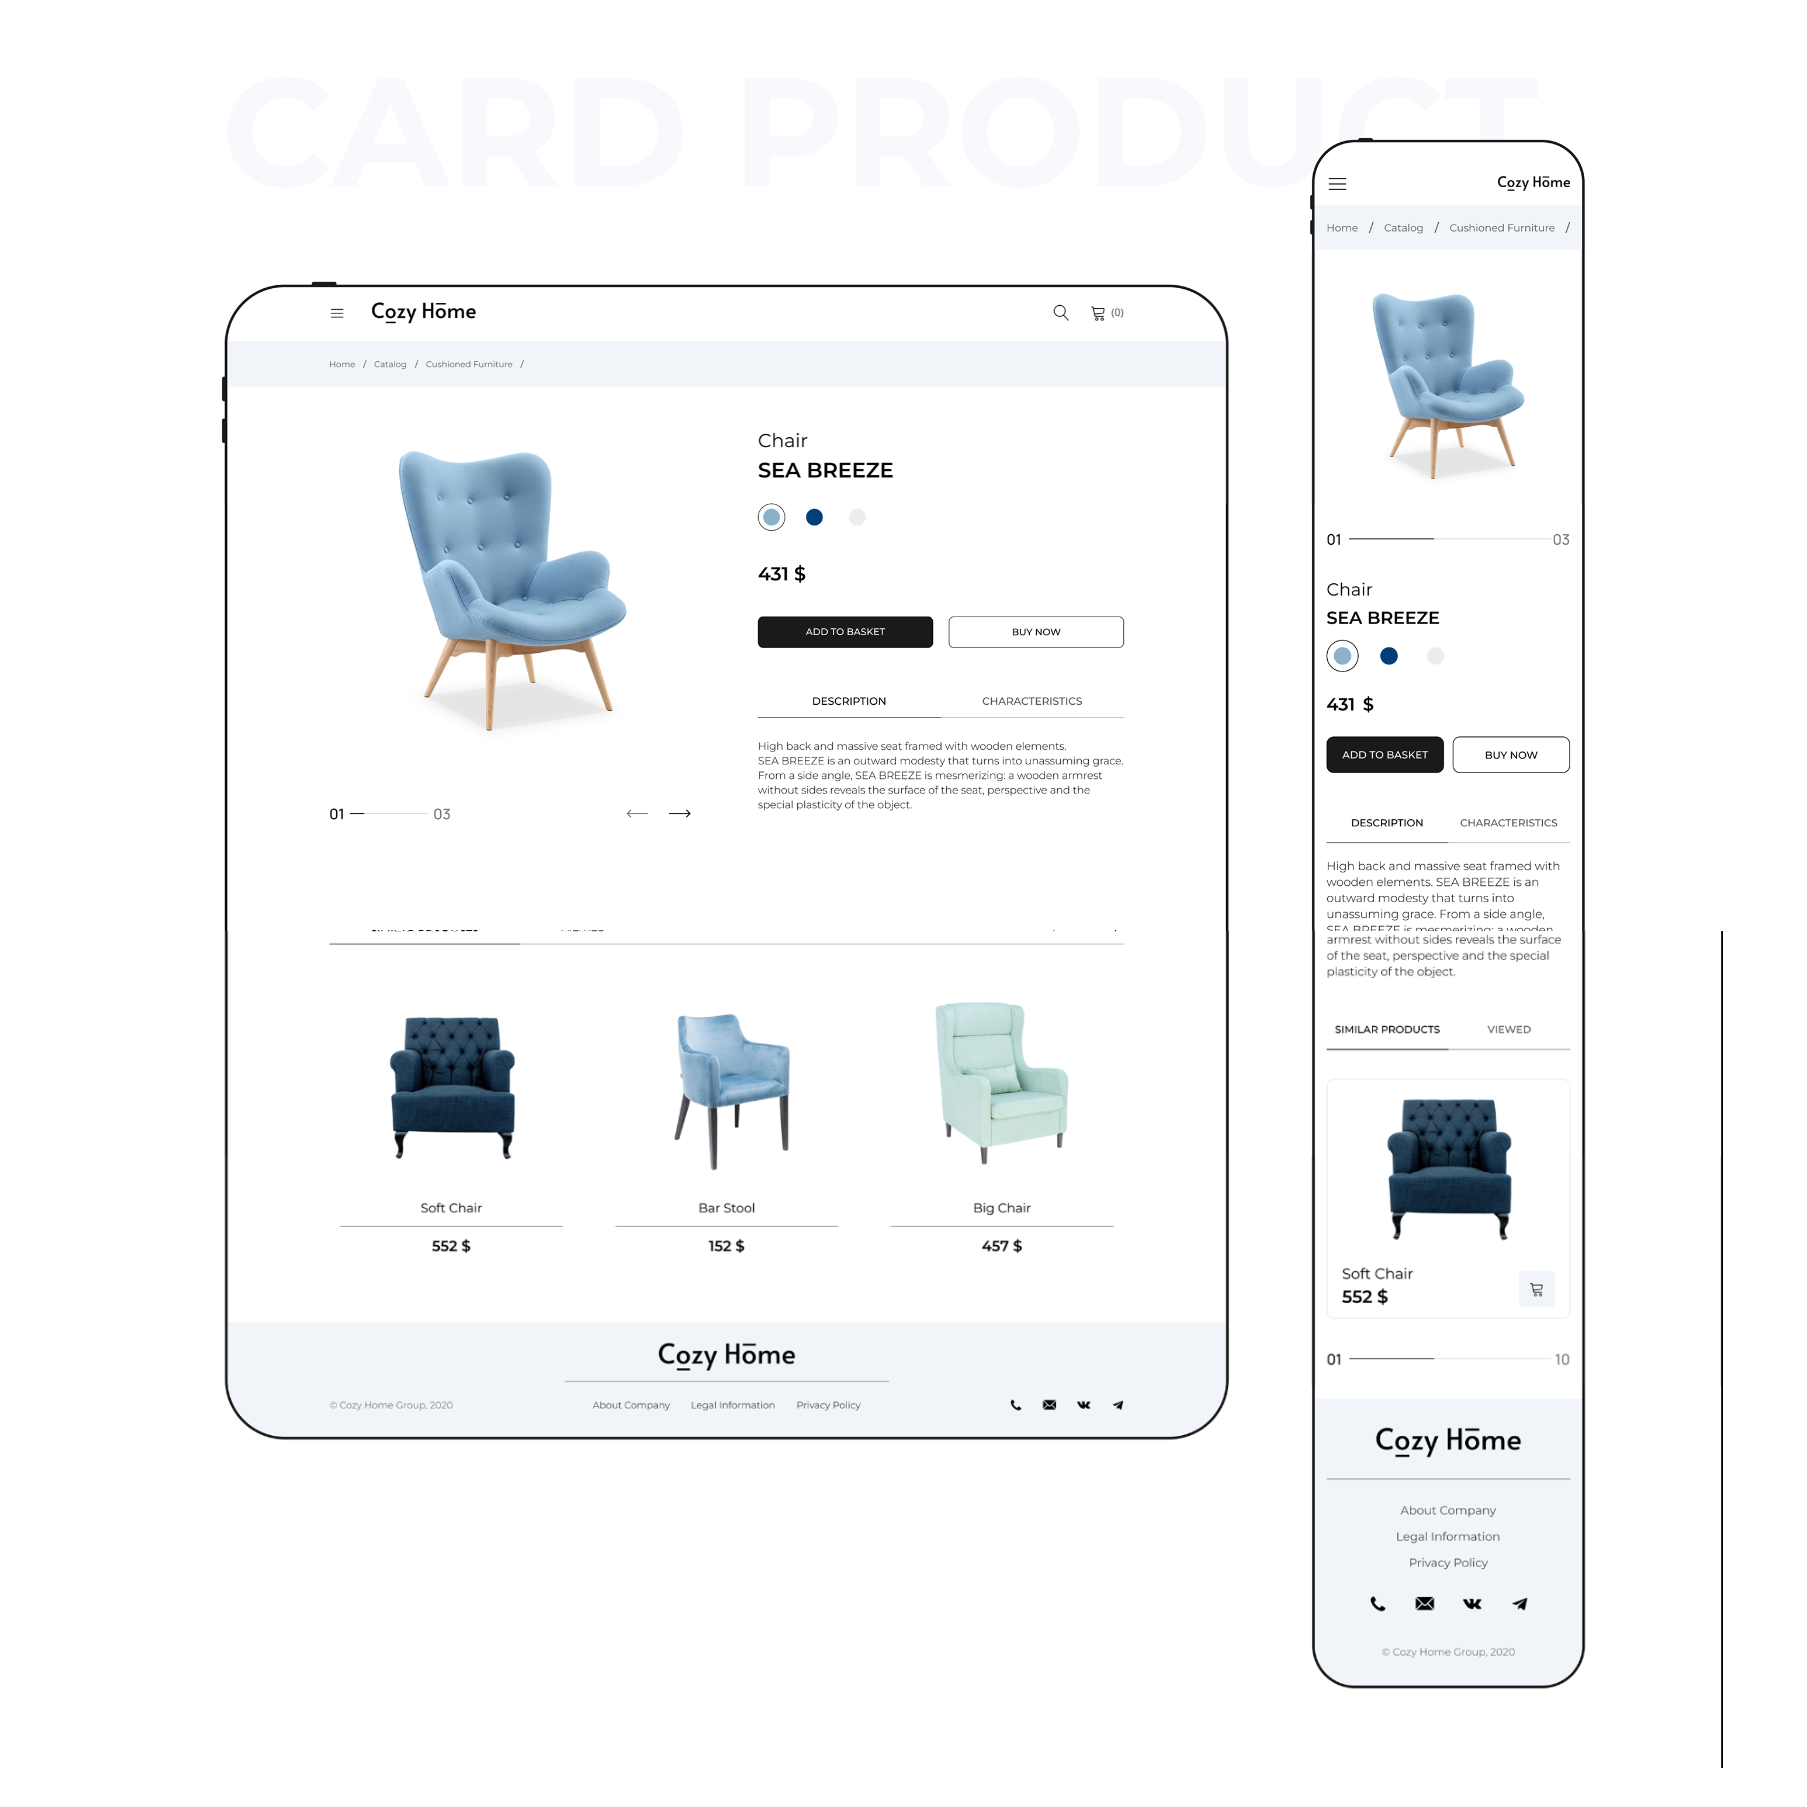 CARD PRODUCT
Cozy Home
(0)
Home / Catalog / Cushioned Furniture /
Chair
SEA BREEZE
431 $
ADD TO BASKET
BUY NOW
DESCRIPTION
CHARACTERISTICS
High back and massive seat framed with wooden elements.
SEA BREEZE is an outward modesty that turns into unassuming grace.
From a side angle, SEA BREEZE is mesmerizing: a wooden armrest
without sides reveals the surface of the seat, perspective and the
special plasticity of the object.
01
03
Soft Chair
552 $
Bar Stool
152 $
Big Chair
457 $
Cozy Home
© Cozy Home Group, 2020
About Company
Legal Information
Privacy Policy
Cozy Home
Home / Catalog / Cushioned Furniture /
01
03
Chair
SEA BREEZE
431 $
ADD TO BASKET
BUY NOW
DESCRIPTION
CHARACTERISTICS
High back and massive seat framed with
wooden elements. SEA BREEZE is an
outward modesty that turns into
unassuming grace. From a side angle,
SEA BREEZE is mesmerizing: a wooden
armrest without sides reveals the surface
of the seat, perspective and the special
plasticity of the object.
SIMILAR PRODUCTS
VIEWED
Soft Chair
552 $
01
10
Cozy Home
About Company
Legal Information
Privacy Policy
© Cozy Home Group, 2020